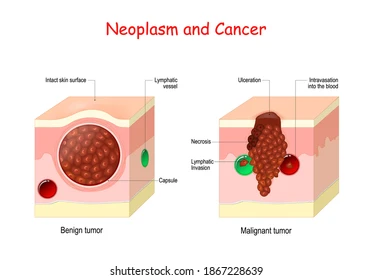 Neoplasm and Cancer
Intact skin surface
Lymphatic
vessel
Capsule
Benign tumor
Ulceration
Intravasation
into the blood
Necrosis
Lymphatic
Invasion
Malignant tumor
shutterstock.com · 1867228639